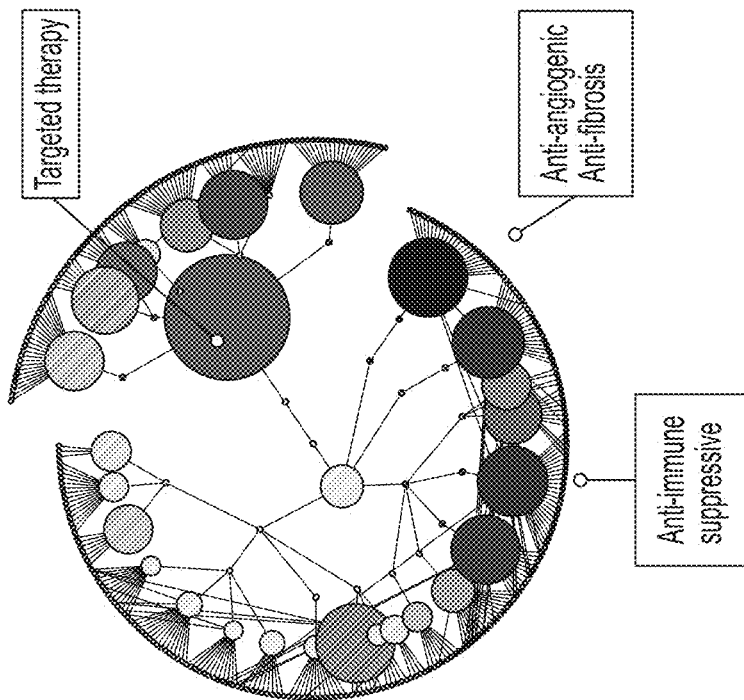 Targeted therapy
Anti-angiogenic
Anti-fibrosis
Anti-immune
suppressive